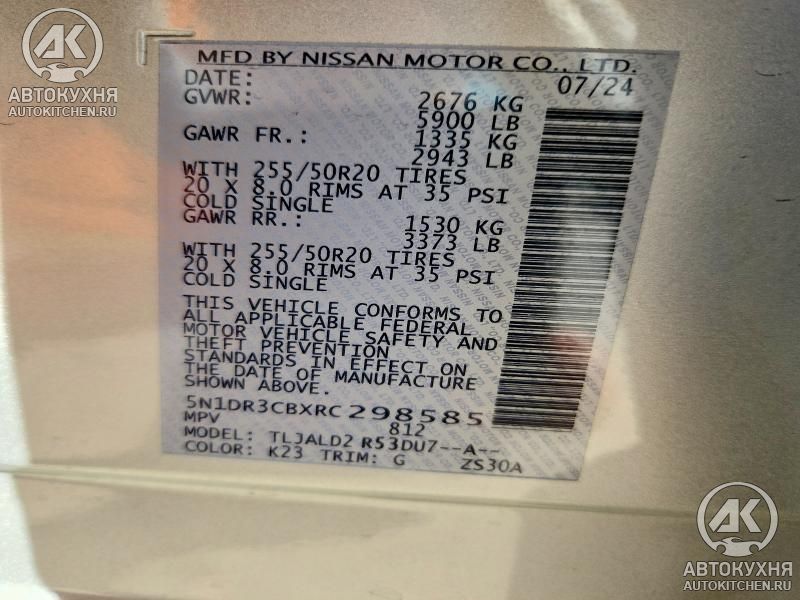 АК
АВТОКУХНЯ
AUTOKITCHEN.RU
MFD BY NISSAN MOTOR CO., LTD.
DATE: 07/24
GVWR: 2676 KG
5900 LB
GAWR FR.: 1335 KG
2943 LB
WITH 255/50R20 TIRES
20 X 8.0 RIMS AT 35 PSI
COLD SINGLE
GAWR RR.: 1530 KG
3373 LB
WITH 255/50R20 TIRES
20 X 8.0 RIMS AT 35 PSI
COLD SINGLE
THIS VEHICLE CONFORMS TO
ALL APPLICABLE FEDERAL
MOTOR VEHICLE SAFETY AND
THEFT PREVENTION
STANDARDS IN EFFECT ON
THE DATE OF MANUFACTURE
SHOWN ABOVE.
5N1DR3CBXRC298585
MPV 812
MODEL: TLJALD2 R53DU7--A--
COLOR: K23 TRIM: G ZS30A
АК
АВТОКУХНЯ
AUTOKITCHEN.RU